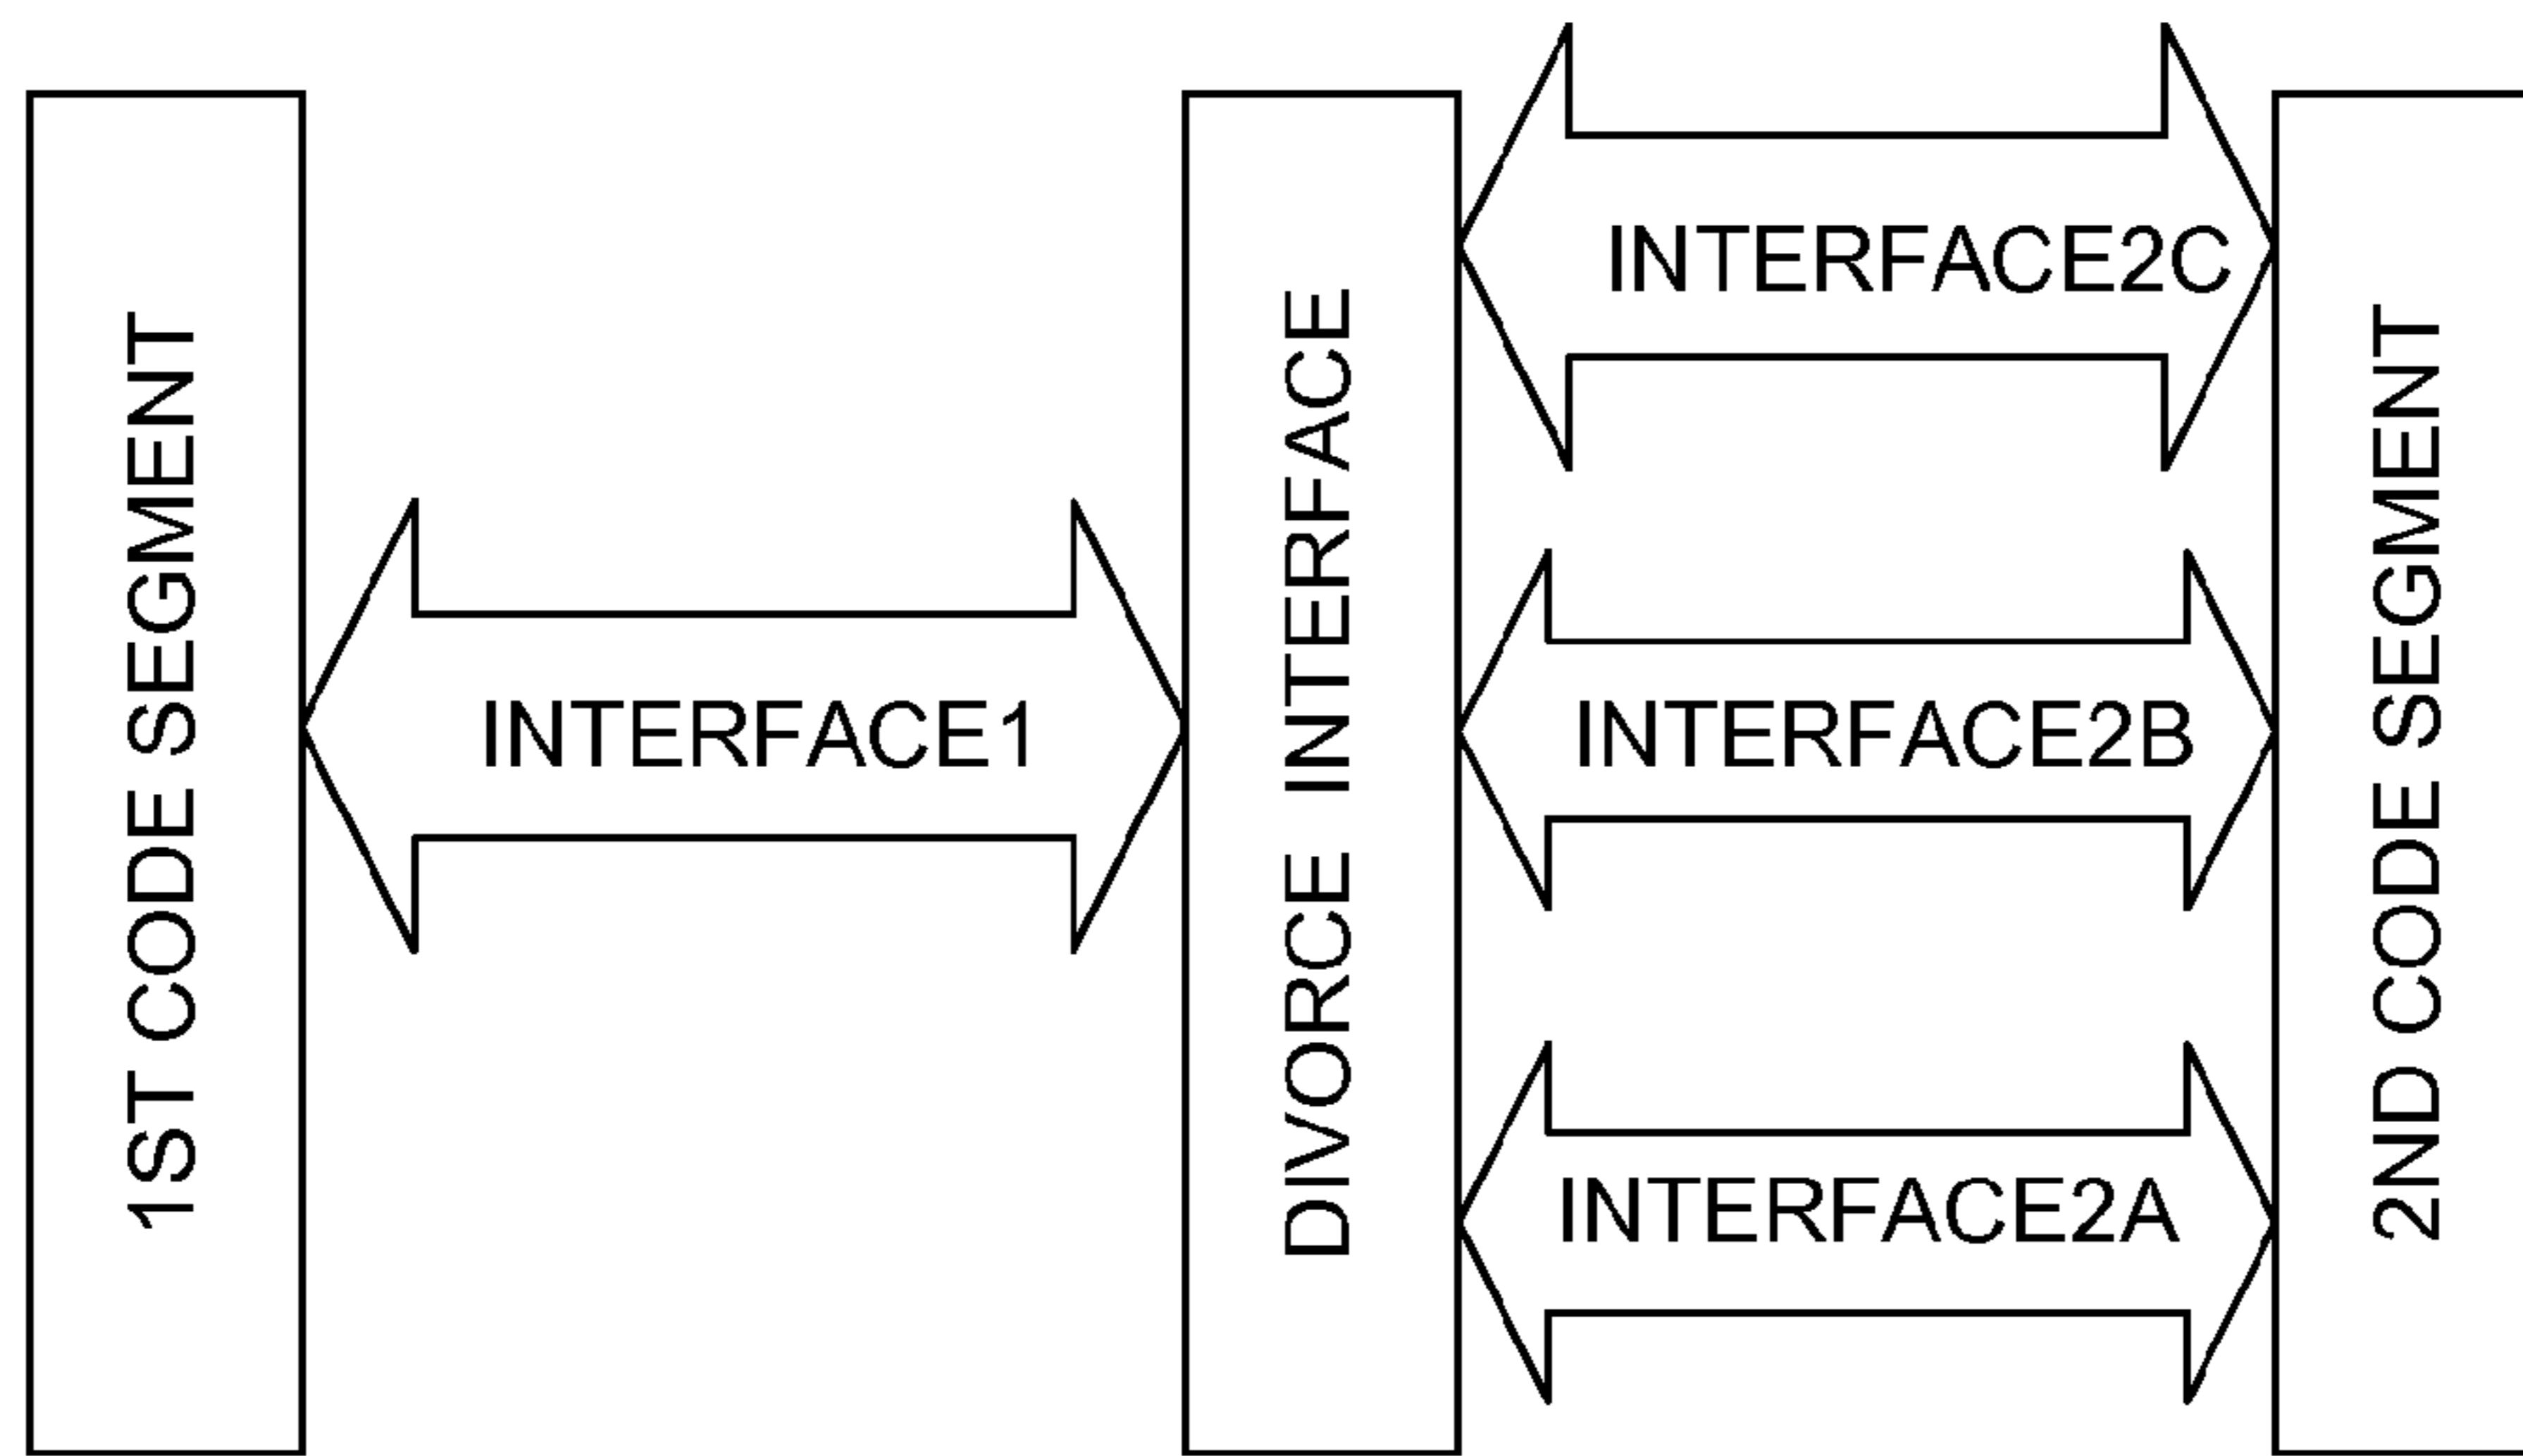 1ST CODE SEGMENT
INTERFACE1
DIVORCE INTERFACE
INTERFACE2C
INTERFACE2B
INTERFACE2A
2ND CODE SEGMENT